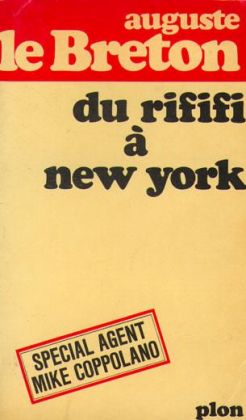 auguste
le Breton
du rififi
à
new york
SPECIAL AGENT
MIKE COPPOLANO
plon